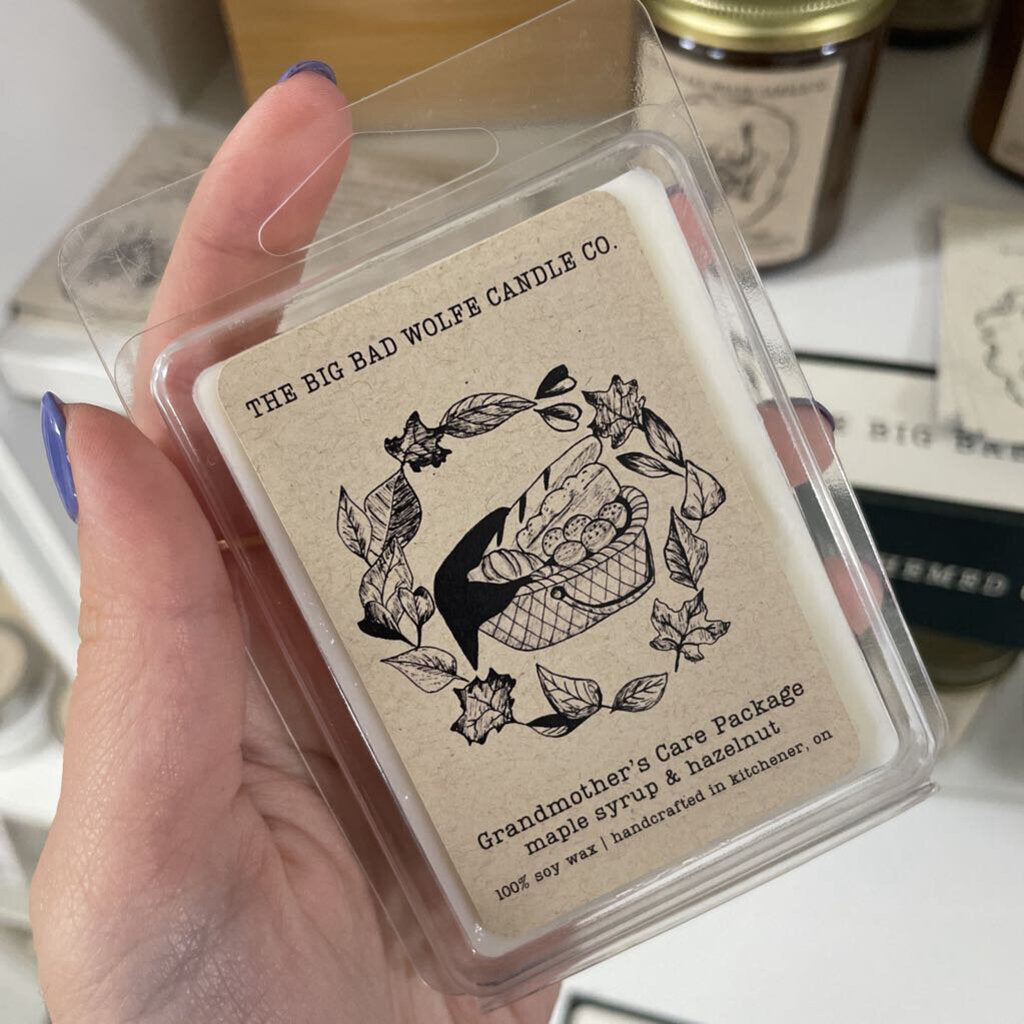 THE BIG BAD WOLFE CANDLE CO.
Grandmother's Care Package
maple syrup & hazelnut
100% soy wax | handcrafted in kitchener, on
BIG